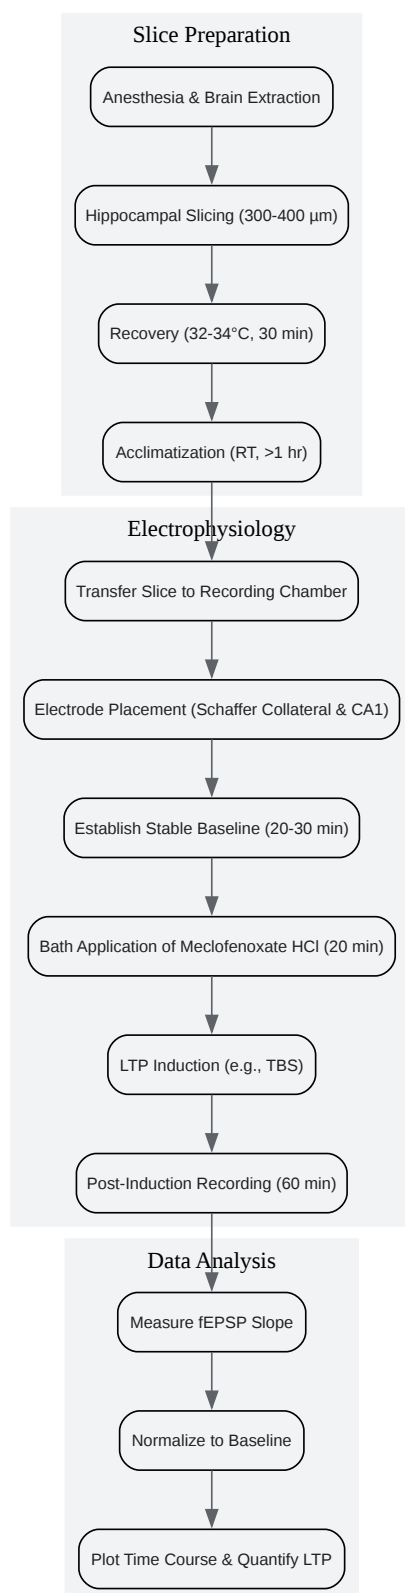 Slice Preparation
Anesthesia & Brain Extraction
Hippocampal Slicing (300-400 µm)
Recovery (32-34°C, 30 min)
Acclimatization (RT, >1 hr)
Electrophysiology
Transfer Slice to Recording Chamber
Electrode Placement (Schaffer Collateral & CA1)
Establish Stable Baseline (20-30 min)
Bath Application of Meclofenoxate HCl (20 min)
LTP Induction (e.g., TBS)
Post-Induction Recording (60 min)
Data Analysis
Measure fEPSP Slope
Normalize to Baseline
Plot Time Course & Quantify LTP